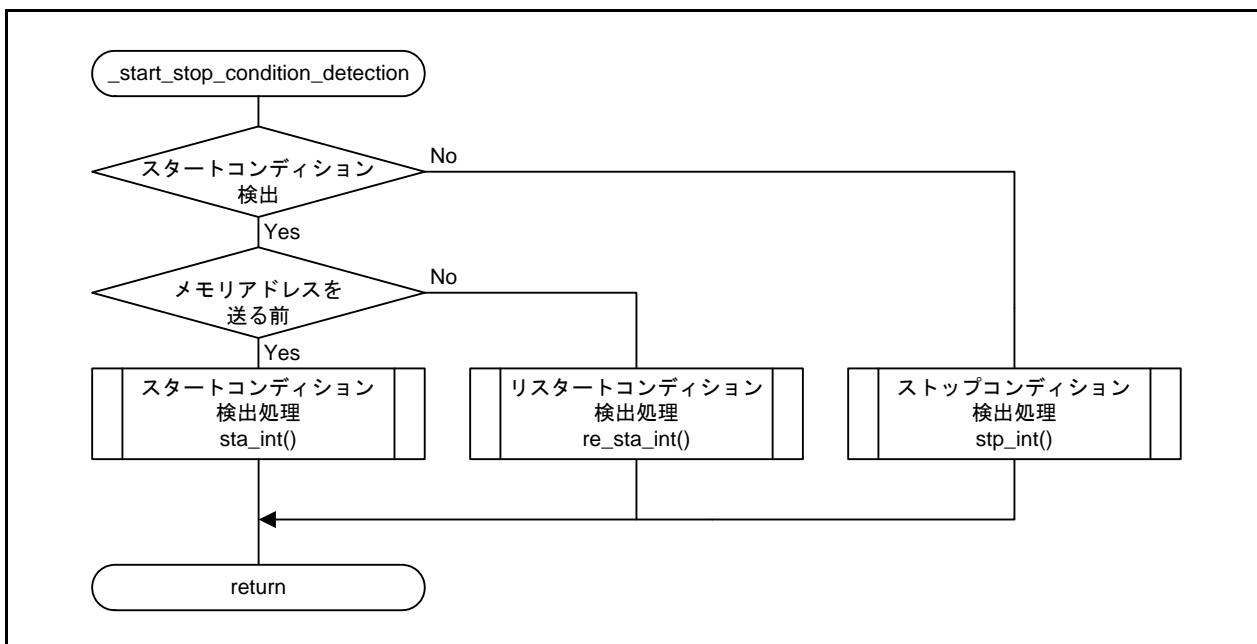 _start_stop_condition_detection
スタートコンディション
検出
No
Yes
メモリアドレスを
送る前
No
Yes
スタートコンディション
検出処理
sta_int()
リスタートコンディション
検出処理
re_sta_int()
ストップコンディション
検出処理
stp_int()
return